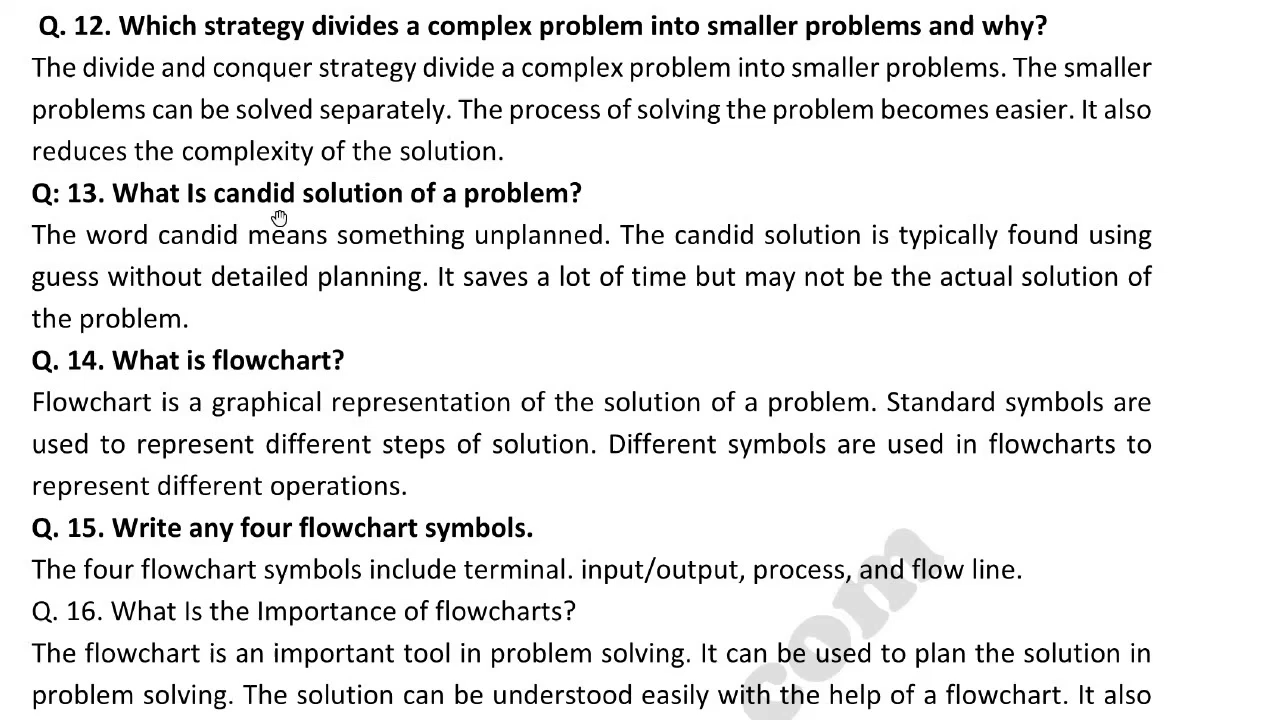 Q. 12. Which strategy divides a complex problem into smaller problems and why?
The divide and conquer strategy divide a complex problem into smaller problems. The smaller
problems can be solved separately. The process of solving the problem becomes easier. It also
reduces the complexity of the solution.
Q: 13. What Is candid solution of a problem?
The word candid means something unplanned. The candid solution is typically found using
guess without detailed planning. It saves a lot of time but may not be the actual solution of
the problem.
Q. 14. What is flowchart?
Flowchart is a graphical representation of the solution of a problem. Standard symbols are
used to represent different steps of solution. Different symbols are used in flowcharts to
represent different operations.
Q. 15. Write any four flowchart symbols.
The four flowchart symbols include terminal. input/output, process, and flow line.
Q. 16. What Is the Importance of flowcharts?
The flowchart is an important tool in problem solving. It can be used to plan the solution in
problem solving. The solution can be understood easily with the help of a flowchart. It also
com